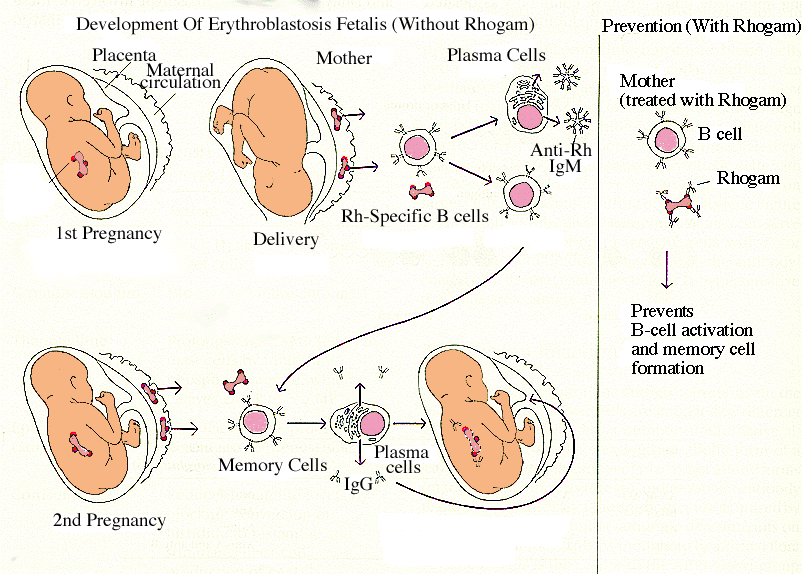 Development Of Erythroblastosis Fetalis (Without Rhogam)
Placenta
Maternal
circulation
1st Pregnancy
Mother
Delivery
Rh-Specific B cells
Plasma Cells
Anti-Rh
IgM
Prevention (With Rhogam)
Mother
(treated with Rhogam)
B cell
Rhogam
Prevents
B-cell activation
and memory cell
formation
2nd Pregnancy
Memory Cells
Plasma
cells
IgG